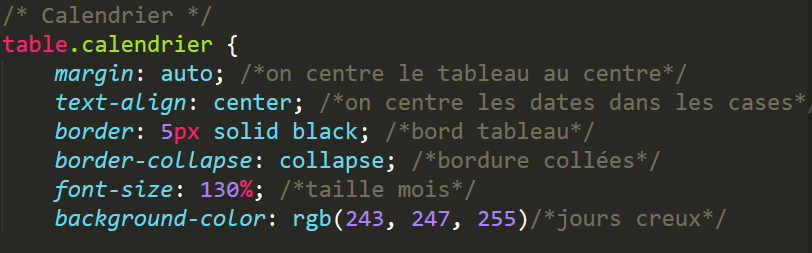 /* Calendrier */
table.calendrier {
margin: auto; /*on centre le tableau au centre*/
text-align: center; /*on centre les dates dans les cases*/
border: 5px solid black; /*bord tableau*/
border-collapse: collapse; /*bordure collées*/
font-size: 130%; /*taille mois*/
background-color: rgb(243, 247, 255)/*jours creux*/